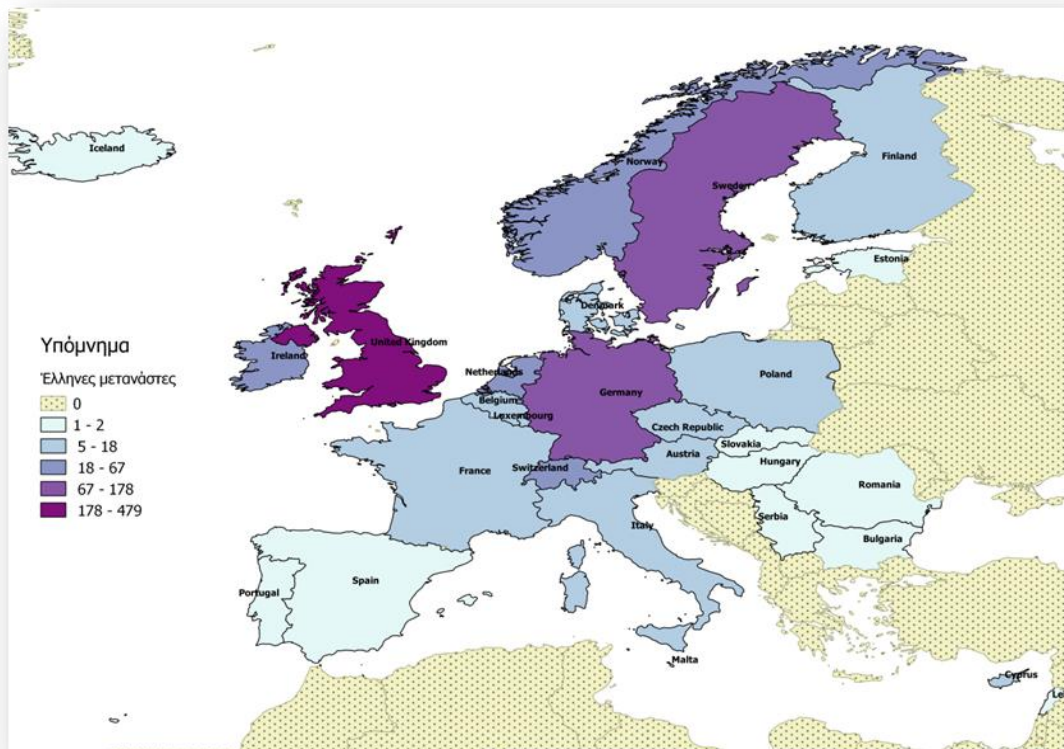 Iceland
Norway
Finland
Sweden
Estonia
Denmark
United Kingdom
Ireland
Υπόμνημα
Έλληνες μετανάστες
0
1 - 2
5 - 18
18 - 67
67 - 178
178 - 479
Netherlands
Poland
Germany
Belgium
Luxembourg
Czech Republic
Slovakia
Austria
Hungary
France
Switzerland
Romania
Serbia
Italy
Bulgaria
Spain
Portugal
Malta
Cyprus
Le